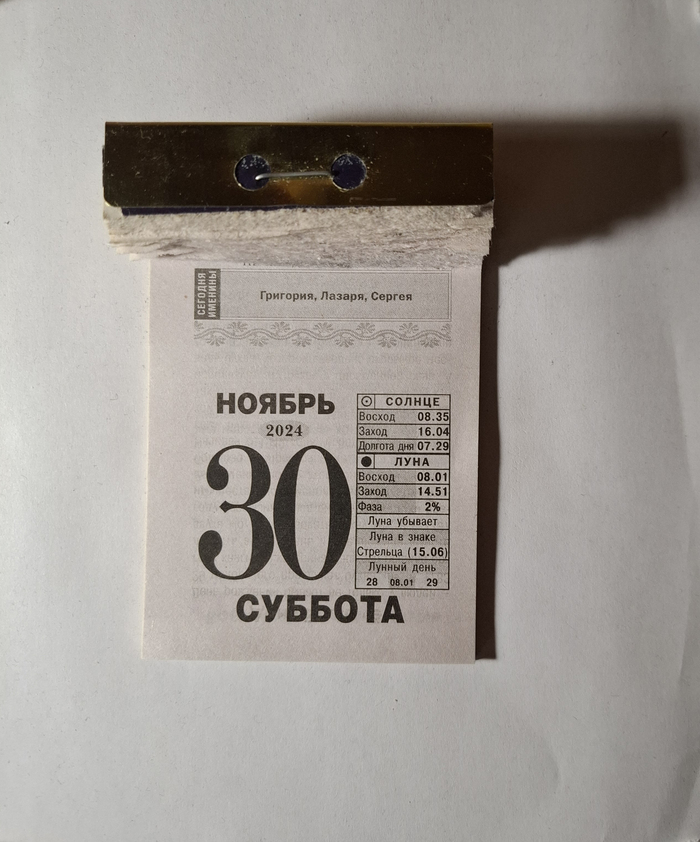 СЕГОДНЯ
ИМЕНИНЫ
Григория, Лазаря, Сергея
НОЯБРЬ
2024
30
СУББОТА
СОЛНЦЕ
Восход 08.35
Заход 16.04
Долгота дня 07.29
ЛУНА
Восход 08.01
Заход 14.51
Фаза 2%
Луна убывает
Луна в знаке
Стрельца (15.06)
Лунный день
28 08.01 29